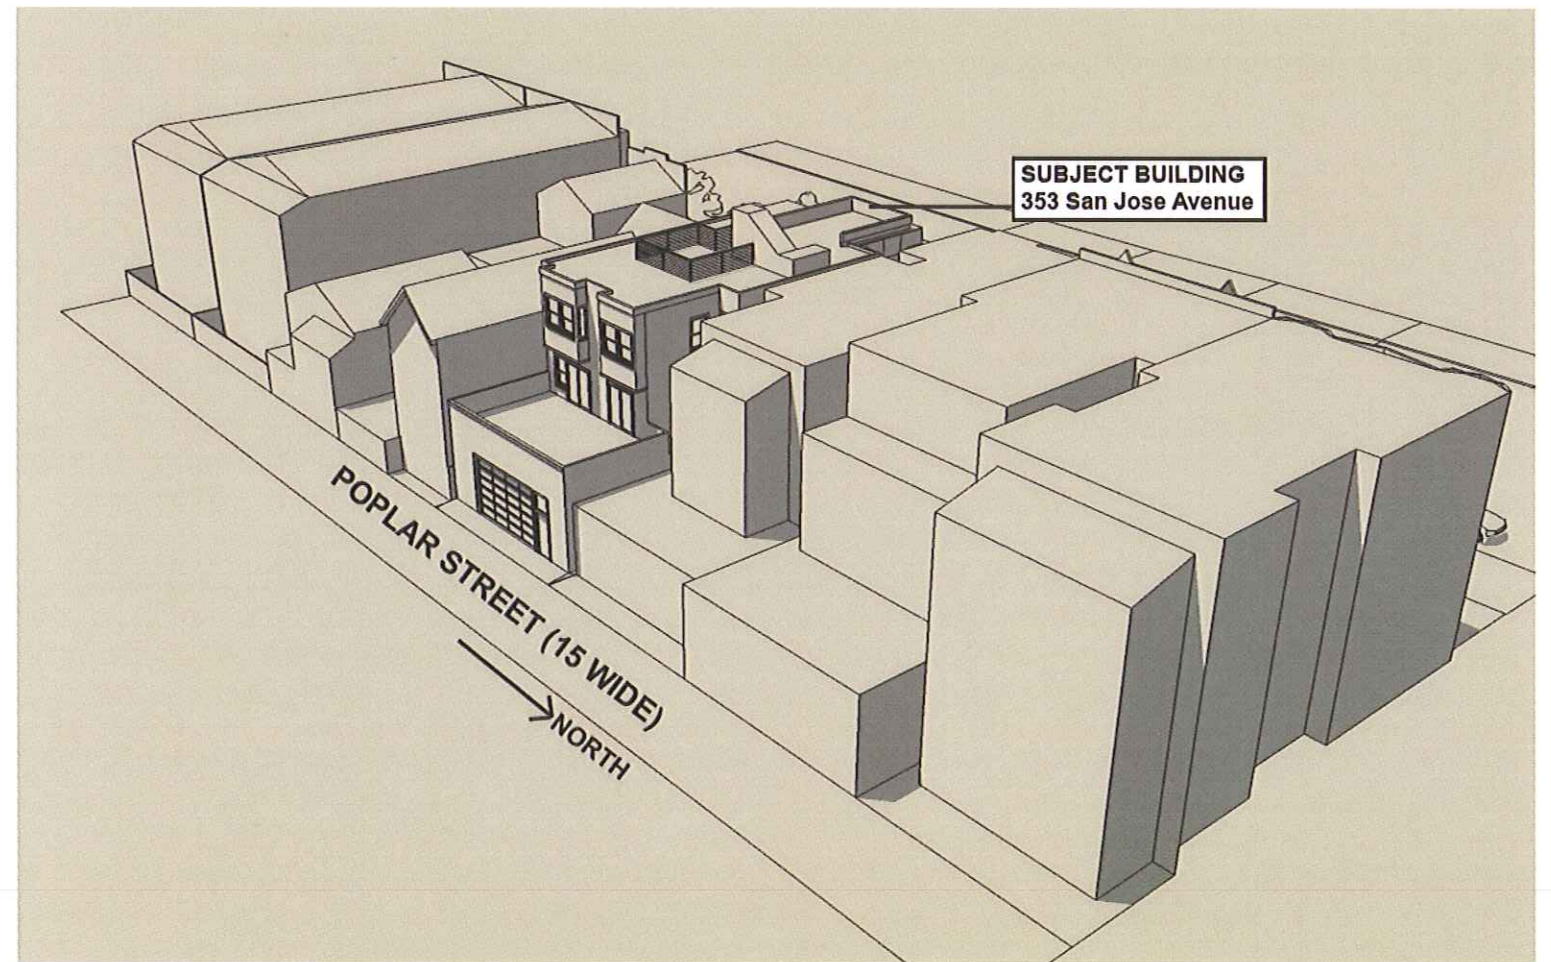 SUBJECT BUILDING
353 San Jose Avenue
POPLAR STREET (15 WIDE)
NORTH